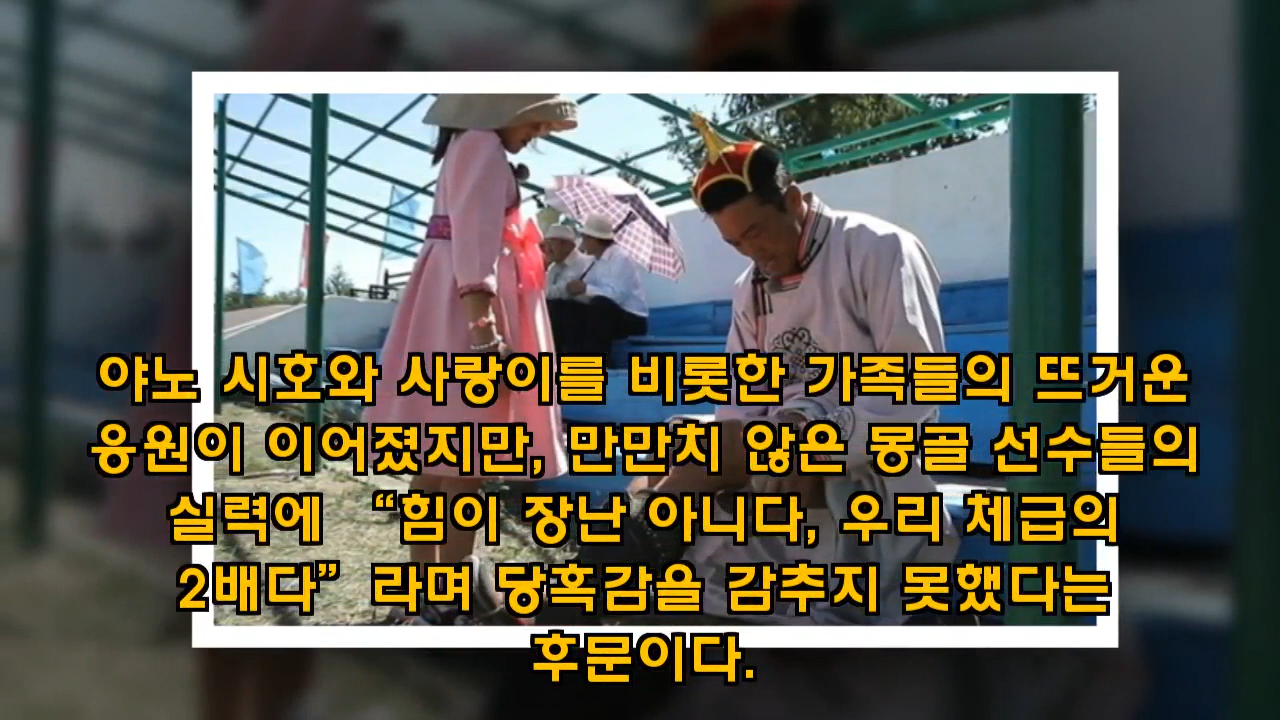 야노 시호와 사랑이를 비롯한 가족들의 뜨거운
응원이 이어졌지만, 만만치 않은 몽골 선수들의
실력에 “힘이 장난 아니다, 우리 체급의
2배다” 라며 당혹감을 감추지 못했다는
후문이다.